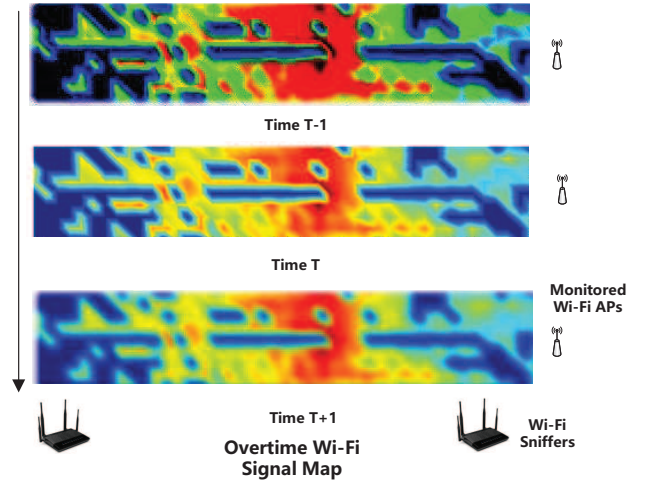 Time T-1
Time T
Monitored
Wi-Fi APs
Time T+1
Wi-Fi
Sniffers
Overtime Wi-Fi
Signal Map